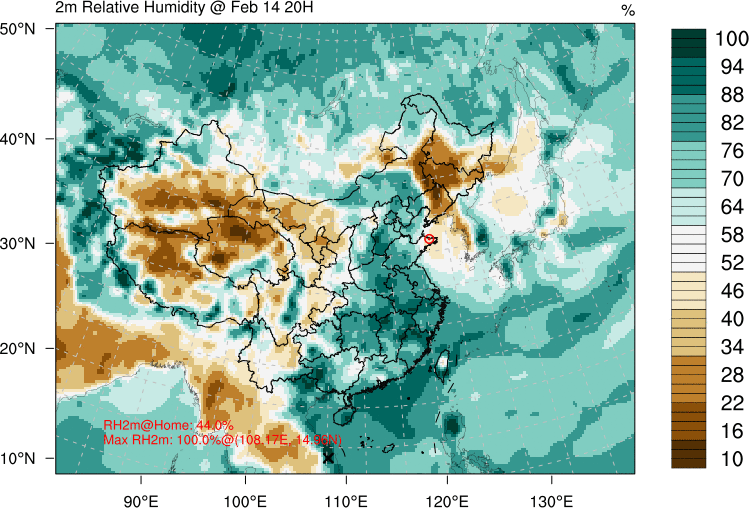 2m Relative Humidity @ Feb 14 20H
%
50°N
40°N
30°N
20°N
10°N
90°E
100°E
110°E
120°E
130°E
RH2m@Home: 44.0%
Max RH2m: 100.0%@(108.17E, 14.96N)
100
94
88
82
76
70
64
58
52
46
40
34
28
22
16
10